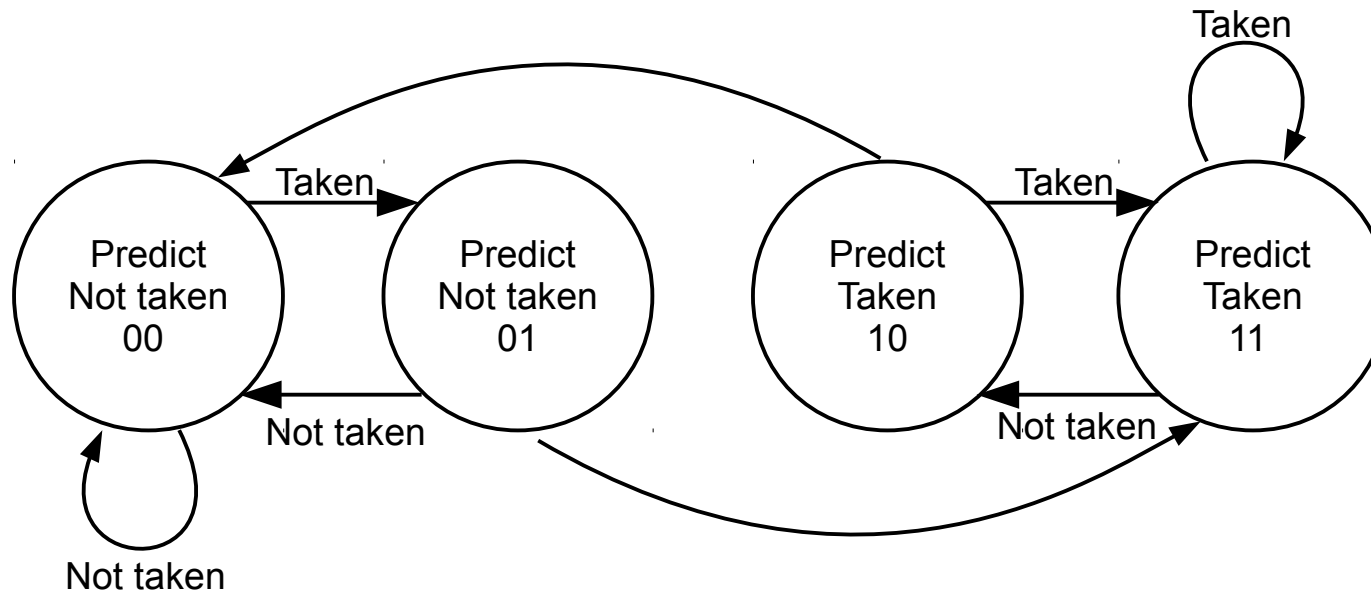 Taken
Taken
Taken
Predict
Not taken
00
Predict
Not taken
01
Predict
Taken
10
Predict
Taken
11
Not taken
Not taken
Not taken